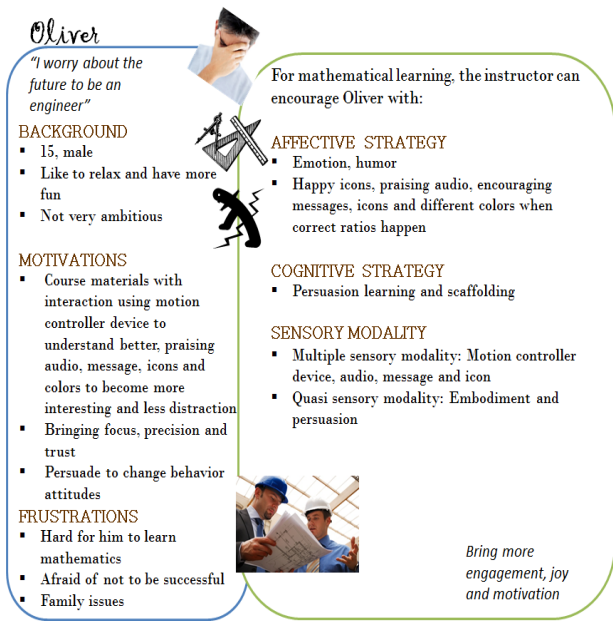 Oliver
“I worry about the
future to be an
engineer”
BACKGROUND
▪ 15, male
▪ Like to relax and have more
fun
▪ Not very ambitious
MOTIVATIONS
▪ Course materials with
interaction using motion
controller device to
understand better, praising
audio, message, icons and
colors to become more
interesting and less distraction
▪ Bringing focus, precision and
trust
▪ Persuade to change behavior
attitudes
FRUSTRATIONS
▪ Hard for him to learn
mathematics
▪ Afraid of not to be successful
▪ Family issues
For mathematical learning, the instructor can
encourage Oliver with:
AFFECTIVE STRATEGY
▪ Emotion, humor
▪ Happy icons, praising audio, encouraging
messages, icons and different colors when
correct ratios happen
COGNITIVE STRATEGY
▪ Persuasion learning and scaffolding
SENSORY MODALITY
▪ Multiple sensory modality: Motion controller
device, audio, message and icon
▪ Quasi sensory modality: Embodiment and
persuasion
Bring more
engagement, joy
and motivation